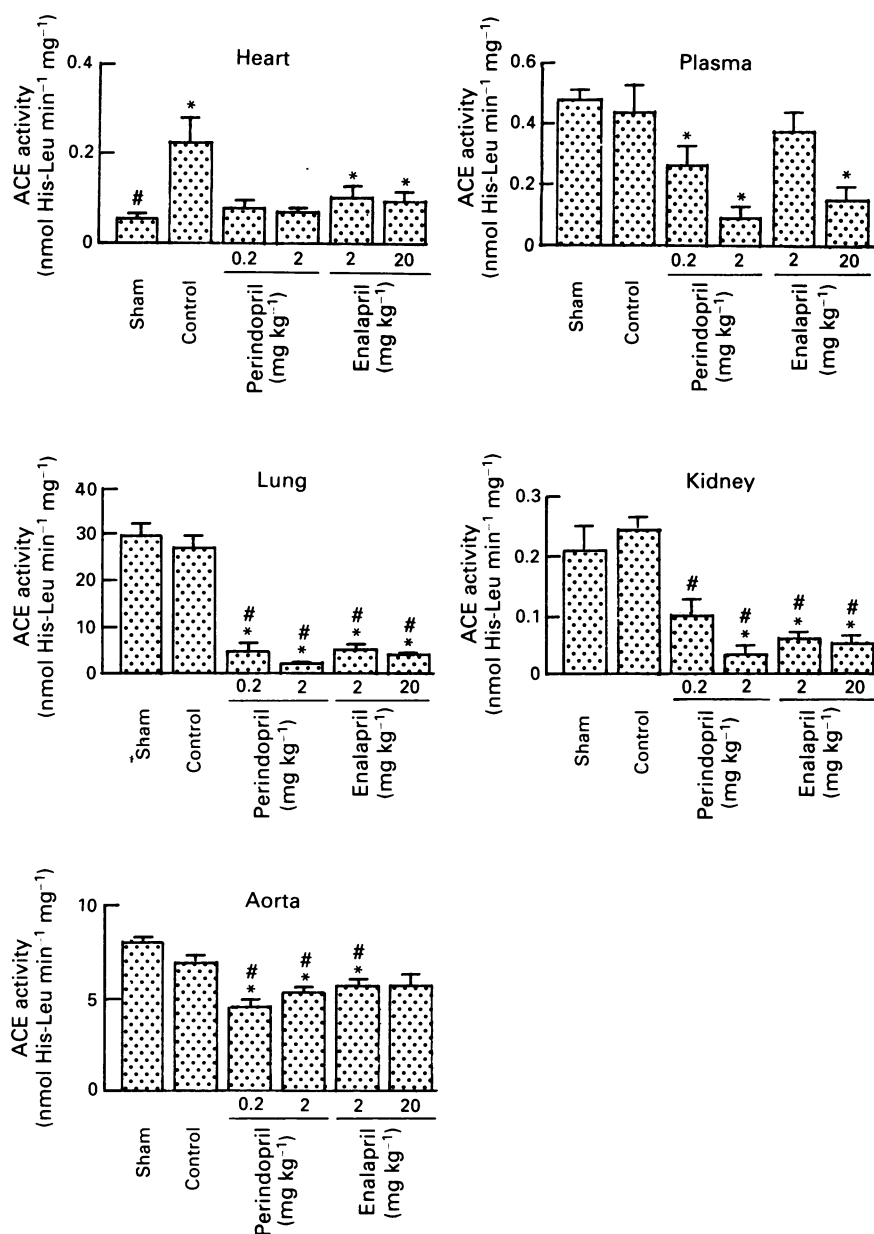 Heart
ACE activity
(nmol His-Leu min⁻¹ mg⁻¹)
0.4
0.2
0
#
*
*
*
0.2 2 2 20
Sham
Control
Perindopril
(mg kg⁻¹)
Enalapril
(mg kg⁻¹)
Plasma
ACE activity
(nmol His-Leu min⁻¹ mg⁻¹)
0.6
0.4
0.2
0
*
*
*
0.2 2 2 20
Sham
Control
Perindopril
(mg kg⁻¹)
Enalapril
(mg kg⁻¹)
Lung
ACE activity
(nmol His-Leu min⁻¹ mg⁻¹)
40
30
10
5
0
# # # #
* * * *
0.2 2 2 20
Sham
Control
Perindopril
(mg kg⁻¹)
Enalapril
(mg kg⁻¹)
Kidney
ACE activity
(nmol His-Leu min⁻¹ mg⁻¹)
0.3
0.2
0.1
0
# # # #
* * *
0.2 2 2 20
Sham
Control
Perindopril
(mg kg⁻¹)
Enalapril
(mg kg⁻¹)
Aorta
ACE activity
(nmol His-Leu min⁻¹ mg⁻¹)
10
5
0
# # #
* * *
0.2 2 2 20
Sham
Control
Perindopril
(mg kg⁻¹)
Enalapril
(mg kg⁻¹)